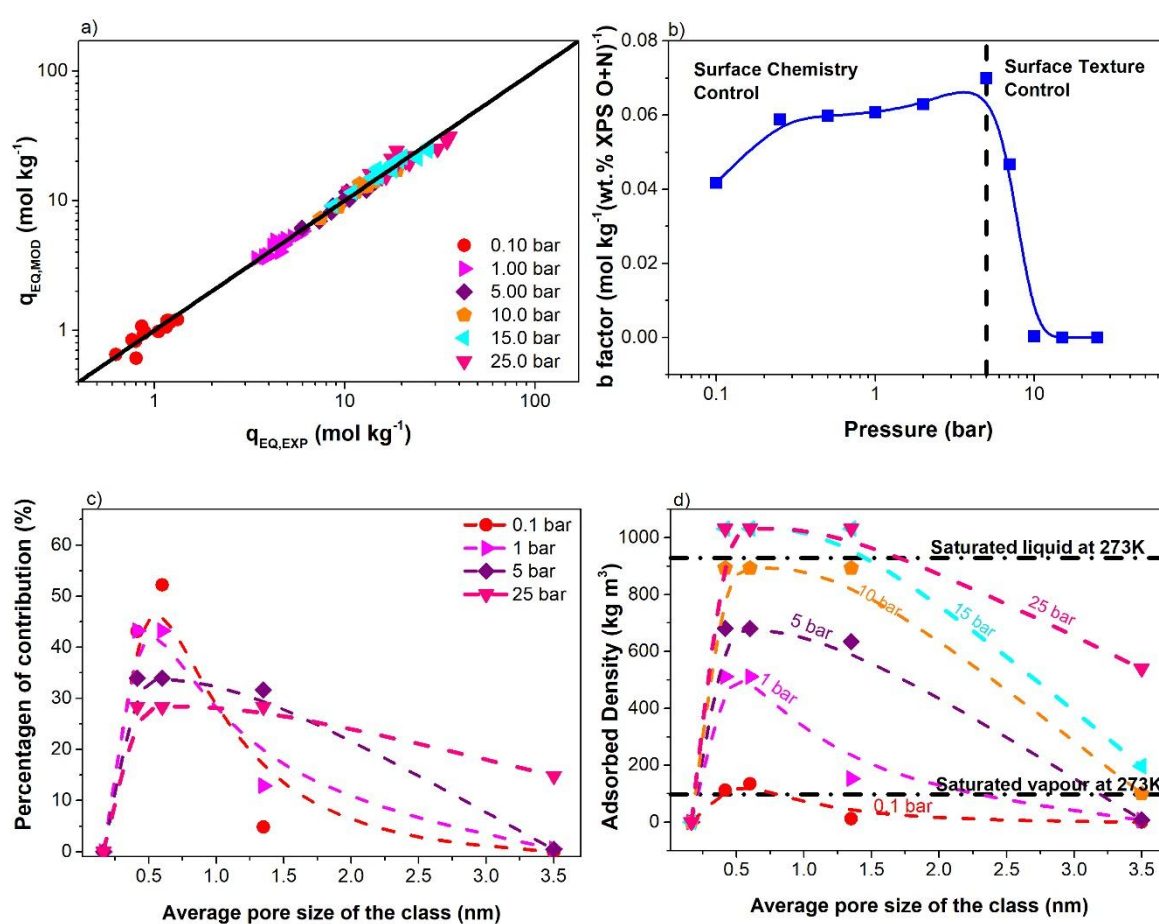 a)
100
10
1
q_EQ,MOD (mol kg⁻¹)
0.10 bar
1.00 bar
5.00 bar
10.0 bar
15.0 bar
25.0 bar
1
10
100
q_EQ,EXP (mol kg⁻¹)
b)
0.08
0.06
0.04
0.02
0.00
b factor (mol kg⁻¹(wt.% XPS O+N)⁻¹)
Surface Chemistry
Control
Surface Texture
Control
0.1
1
10
Pressure (bar)
c)
60
50
40
30
20
10
0
Percentagen of contribution (%)
0.1 bar
1 bar
5 bar
25 bar
0.5
1.0
1.5
2.0
2.5
3.0
3.5
Average pore size of the class (nm)
d)
1000
900
800
700
600
500
400
300
200
100
0
Adsorbed Density (kg m³)
Saturated liquid at 273K
10 bar
15 bar
25 bar
5 bar
1 bar
Saturated vapour at 273K
0.1 bar
0.5
1.0
1.5
2.0
2.5
3.0
3.5
Average pore size of the class (nm)